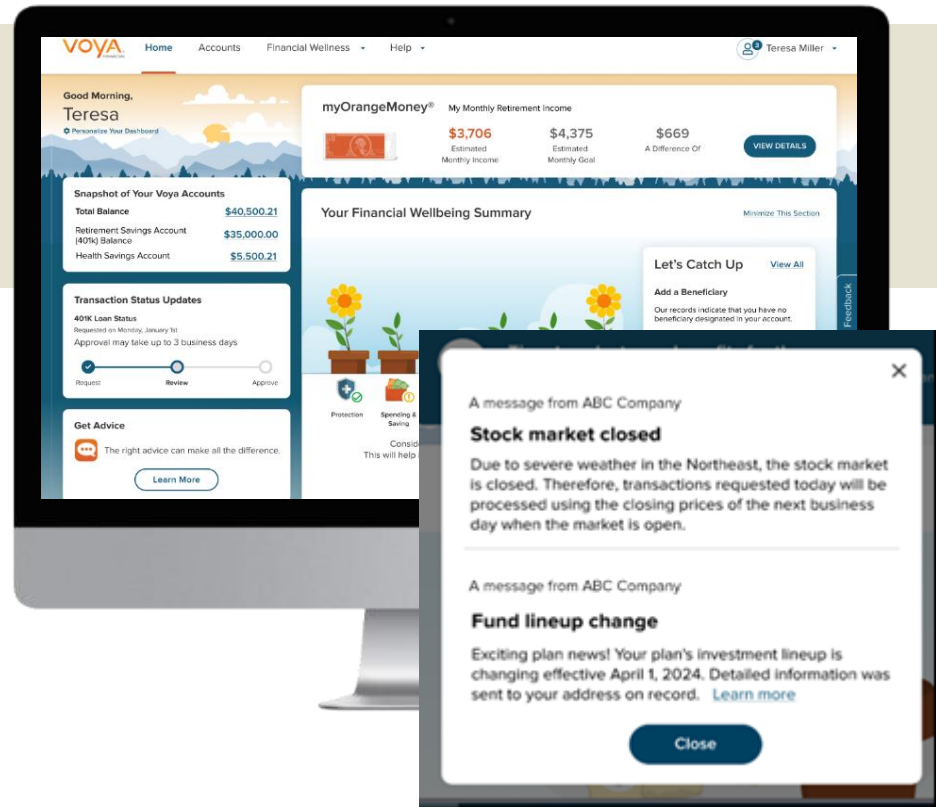 VOYA
FINANCIAL
Home Accounts Financial Wellness Help
3
Teresa Miller
Good Morning,
Teresa
Personalize Your Dashboard
myOrangeMoney® My Monthly Retirement Income
$3,706 $4,375 $669
Estimated Estimated A Difference Of
Monthly Income Monthly Goal
VIEW DETAILS
Snapshot of Your Voya Accounts
Total Balance $40,500.21
Retirement Savings Account
(401k) Balance $35,000.00
Health Savings Account $5.500.21
Transaction Status Updates
401K Loan Status
Requested on Monday, January 1st
Approval may take up to 3 business days
Request Review Approve
Get Advice
The right advice can make all the difference.
Learn More
Your Financial Wellbeing Summary
Minimize This Section
Let's Catch Up View All
Add a Beneficiary
Our records indicate that you have no
beneficiary designated in your account.
Feedback
Protection Spending &
Saving
This will help
A message from ABC Company
Stock market closed
Due to severe weather in the Northeast, the stock market
is closed. Therefore, transactions requested today will be
processed using the closing prices of the next business
day when the market is open.
A message from ABC Company
Fund lineup change
Exciting plan news! Your plan's investment lineup is
changing effective April 1, 2024. Detailed information was
sent to your address on record. Learn more
Close